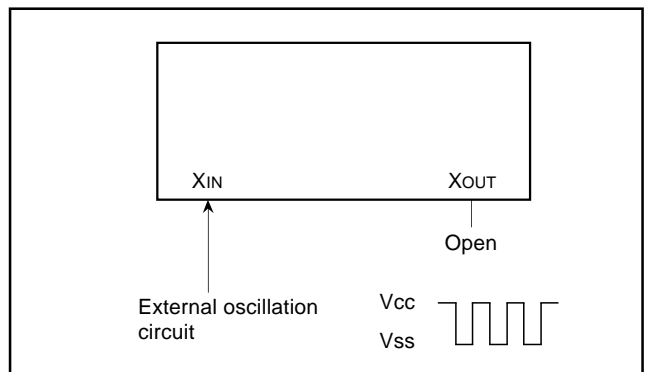 XIN XOUT
Open
External oscillation
circuit
Vcc
Vss